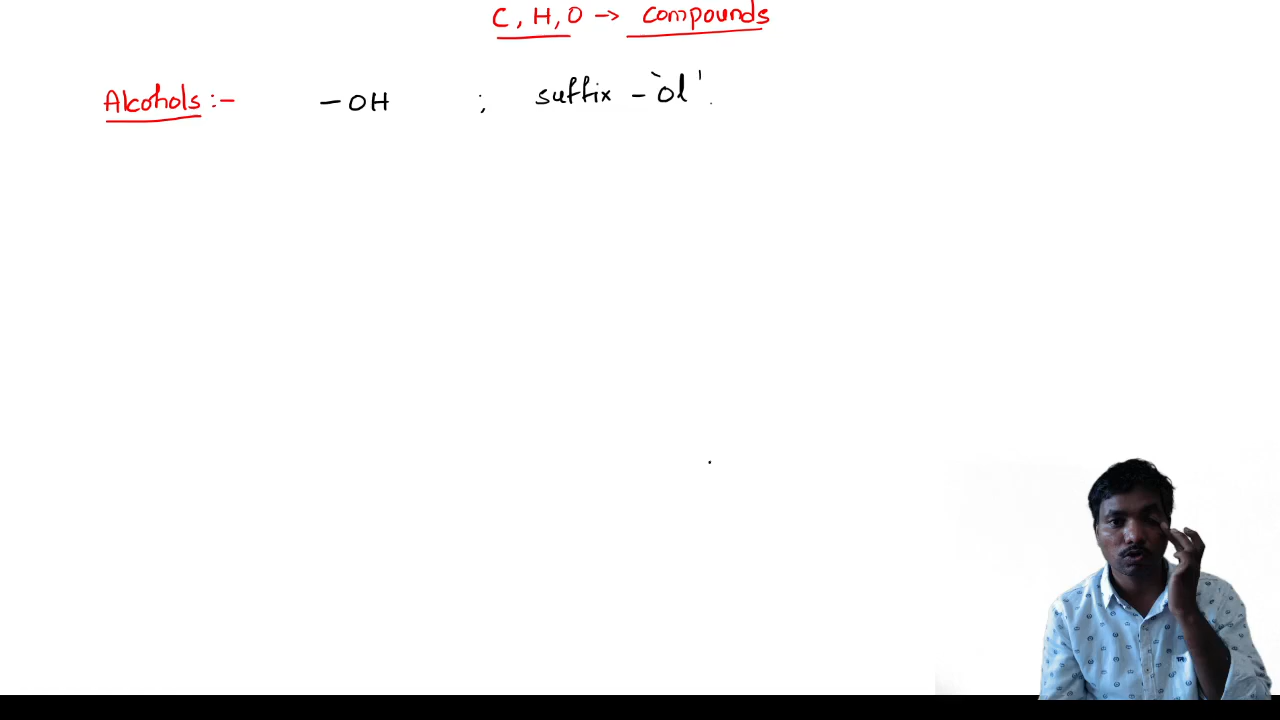 C, H, O → compounds
Alcohols :- - OH ; suffix - `ol'.